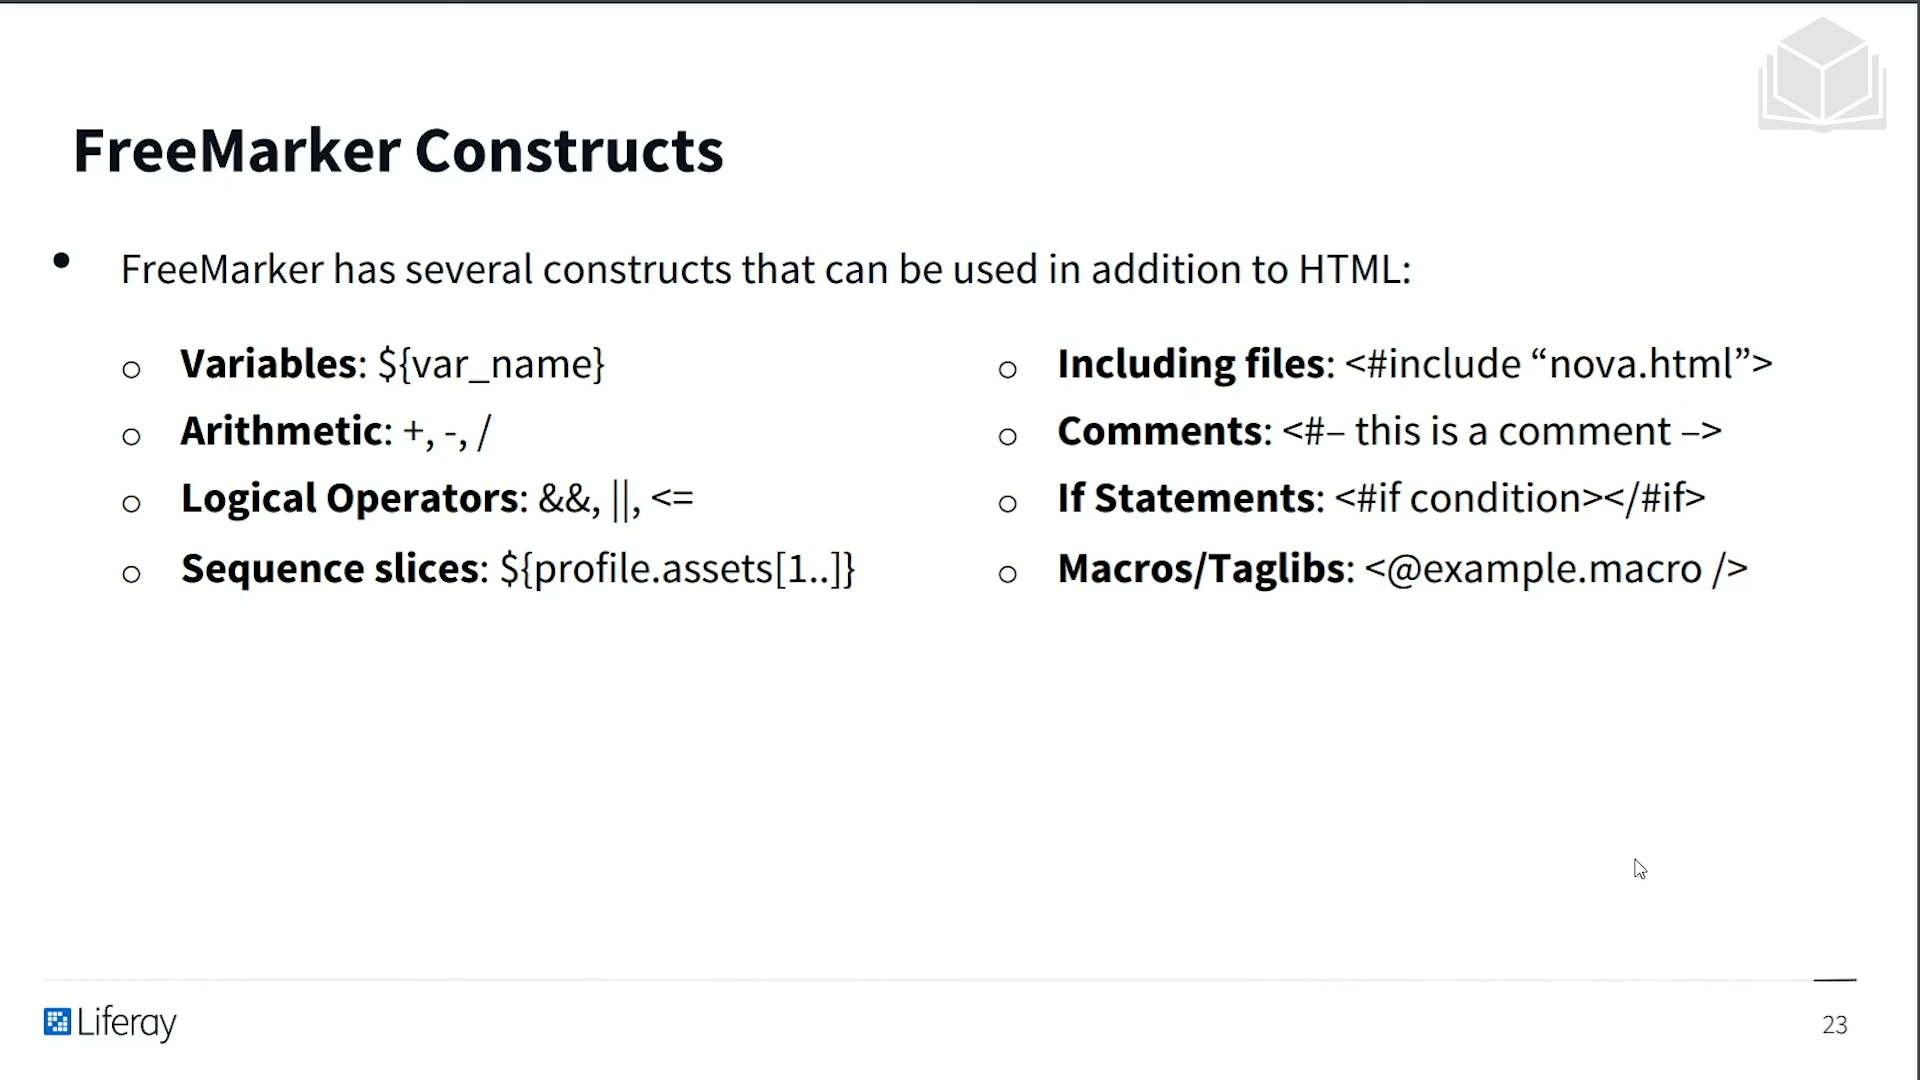 FreeMarker Constructs
• FreeMarker has several constructs that can be used in addition to HTML:
○ Variables: ${var_name}
○ Arithmetic: +, -, /
○ Logical Operators: &&, ||, <=
○ Sequence slices: ${profile.assets[1..]}
○ Including files: <#include “nova.html”>
○ Comments: <#– this is a comment –>
○ If Statements: <#if condition></#if>
○ Macros/Taglibs: <@example.macro />
Liferay
23